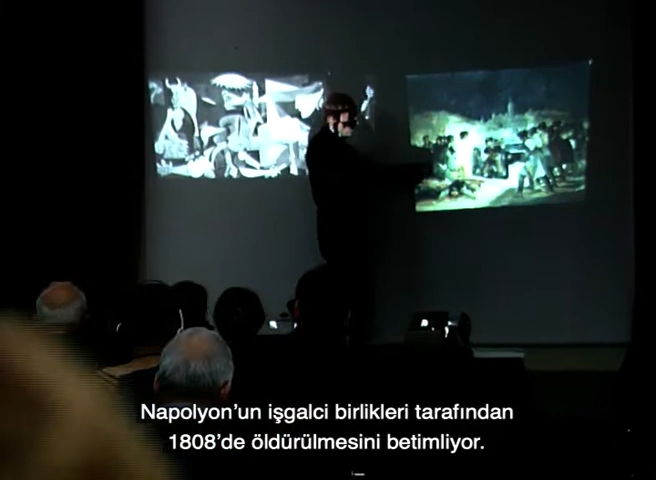 Napolyon'un işgalci birlikleri tarafından
1808'de öldürülmesini betimliyor.